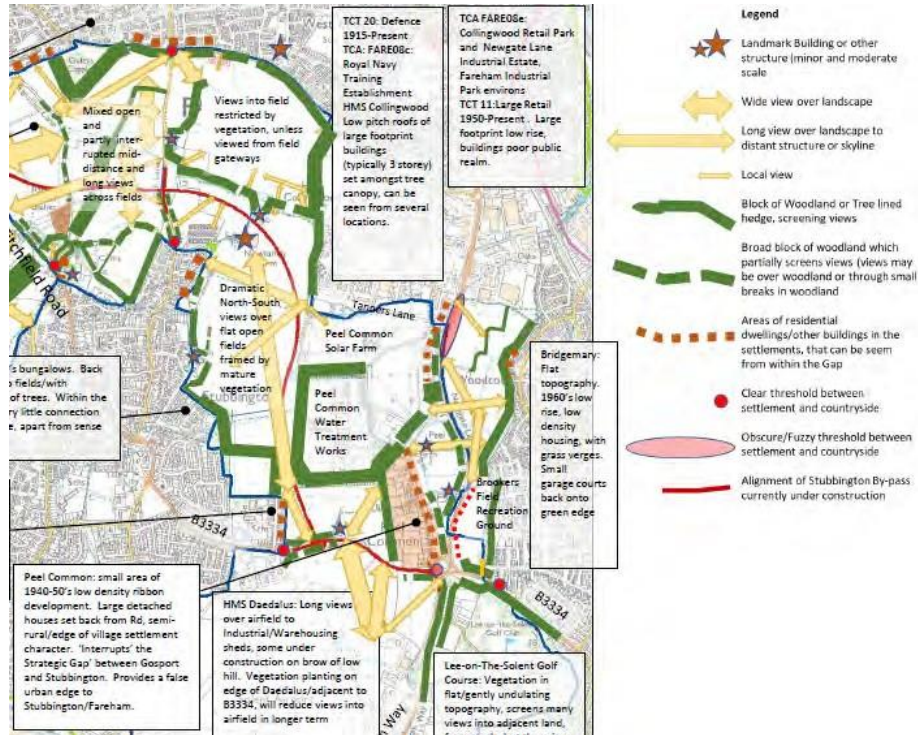 TCT 20: Defence
1915-Present
TCA: FARE08c:
Royal Navy
Training
Establishment
HMS Collingwood
Low pitch roofs of
large footprint
buildings
(typically 3 storey)
set amongst tree
canopy, can be
seen from several
locations.
TCA FARE08e:
Collingwood Retail Park
and Newgate Lane
Industrial Estate,
Fareham Industrial
Park environs
TCT 11:Large Retail
1950-Present . Large
footprint low rise,
buildings poor public
realm.
Mixed open
and
partly inter-
rupted mid-
distance and
long views
across fields
Views into field
restricted by
vegetation, unless
viewed from field
gateways
Dramatic
North-South
views over
flat open
fields
framed by
mature
vegetation
Stubbington
Tanners Lane
Peel Common
Solar Farm
Peel
Common
Water
Treatment
Works
Peel
Common
Woodcot
Brookers
Field
Recreation
Ground
Bridgemary:
Flat
topography.
1960's low
rise, low
density
housing, with
grass verges.
Small
garage courts
back onto
green edge
's bungalows. Back
o fields/with
of trees. Within the
ry little connection
e, apart from sense
rchfield Road
B3334
B3334
Peel Common: small area of
1940-50's low density ribbon
development. Large detached
houses set back from Rd, semi-
rural/edge of village settlement
character. 'Interrupts' the
Strategic Gap' between Gosport
and Stubbington. Provides a false
urban edge to
Stubbington/Fareham.
HMS Daedalus: Long views
over airfield to
Industrial/Warehousing
sheds, some under
construction on brow of low
hill. Vegetation planting on
edge of Daedalus/adjacent to
B3334, will reduce views into
airfield in longer term
Lee-on-The-Solent Golf
Course: Vegetation in
flat/gently undulating
topography, screens many
views into adjacent land,
Way
Legend
Landmark Building or other
structure (minor and moderate
scale
Wide view over landscape
Long view over landscape to
distant structure or skyline
Local view
Block of Woodland or Tree lined
hedge, screening views
Broad block of woodland which
partially screens views (views may
be over woodland or through small
breaks in woodland
Areas of residential
dwellings/other buildings in the
settlements, that can be seem
from within the Gap
Clear threshold between
settlement and countryside
Obscure/Fuzzy threshold between
settlement and countryside
Alignment of Stubbington By-pass
currently under construction